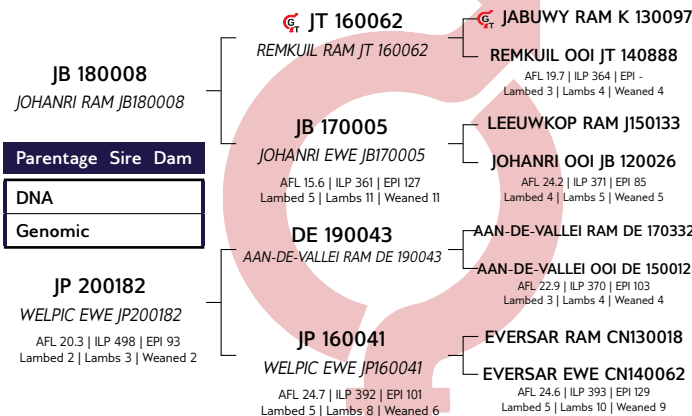 JB 180008
JOHANRI RAM JB180008
Parentage Sire Dam
DNA
Genomic
JP 200182
WELPIC EWE JP200182
AFL 20.3 | ILP 498 | EPI 93
Lambed 2 | Lambs 3 | Weaned 2
GT JT 160062
REMKUIL RAM JT 160062
JB 170005
JOHANRI EWE JB170005
AFL 15.6 | ILP 361 | EPI 127
Lambed 5 | Lambs 11 | Weaned 11
DE 190043
AAN-DE-VALLEI RAM DE 190043
JP 160041
WELPIC EWE JP160041
AFL 24.7 | ILP 392 | EPI 101
Lambed 5 | Lambs 8 | Weaned 6
GT JABUWY RAM K 130097
REMKUIL OOI JT 140888
AFL 19.7 | ILP 364 | EPI -
Lambed 3 | Lambs 4 | Weaned 4
LEEUWKOP RAM J150133
JOHANRI OOI JB 120026
AFL 24.2 | ILP 371 | EPI 85
Lambed 4 | Lambs 5 | Weaned 5
AAN-DE-VALLEI RAM DE 170332
AAN-DE-VALLEI OOI DE 150012
AFL 22.9 | ILP 370 | EPI 103
Lambed 3 | Lambs 4 | Weaned 4
EVERSAR RAM CN130018
EVERSAR EWE CN140062
AFL 24.6 | ILP 393 | EPI 129
Lambed 5 | Lambs 10 | Weaned 9